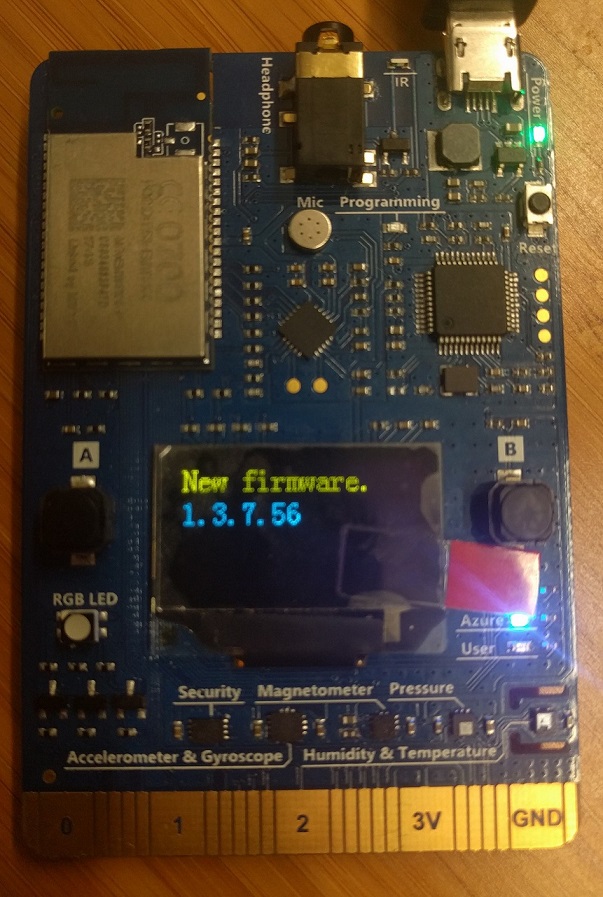 Headphone
IR
Power
Mic
Programming
Reset
A
B
New firmware.
1.3.7.56
RGB LED
Azure
User
Security
Magnetometer
Pressure
Accelerometer & Gyroscope
Humidity & Temperature
0
1
2
3V
GND